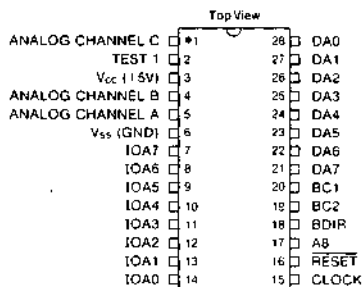 Top View
ANALOG CHANNEL C 1 28 DA0
TEST 1 2 27 DA1
Vcc (+5V) 3 26 DA2
ANALOG CHANNEL B 4 25 DA3
ANALOG CHANNEL A 5 24 DA4
Vss (GND) 6 23 DA5
IOA7 7 22 DA6
IOA6 8 21 DA7
IOA5 9 20 BC1
IOA4 10 19 BC2
IOA3 11 18 BDIR
IOA2 12 17 A8
IOA1 13 16 RESET
IOA0 14 15 CLOCK